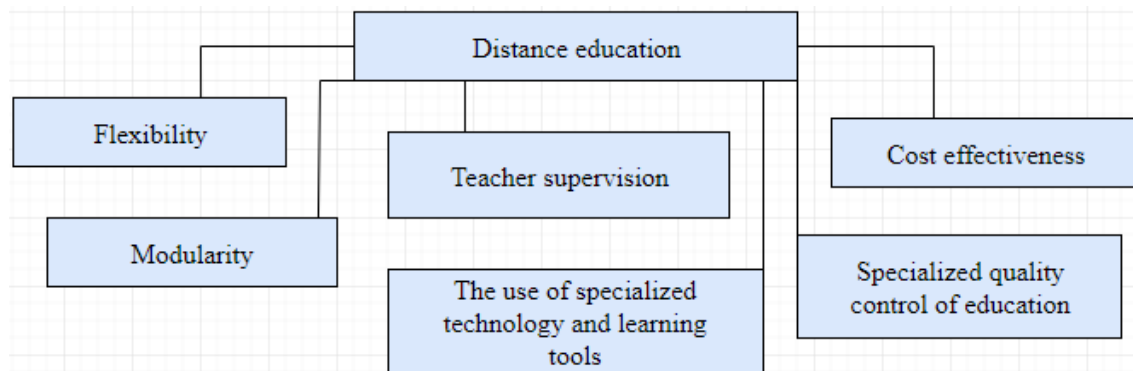 Distance education
Flexibility
Teacher supervision
Cost effectiveness
Modularity
The use of specialized
technology and learning
tools
Specialized quality
control of education